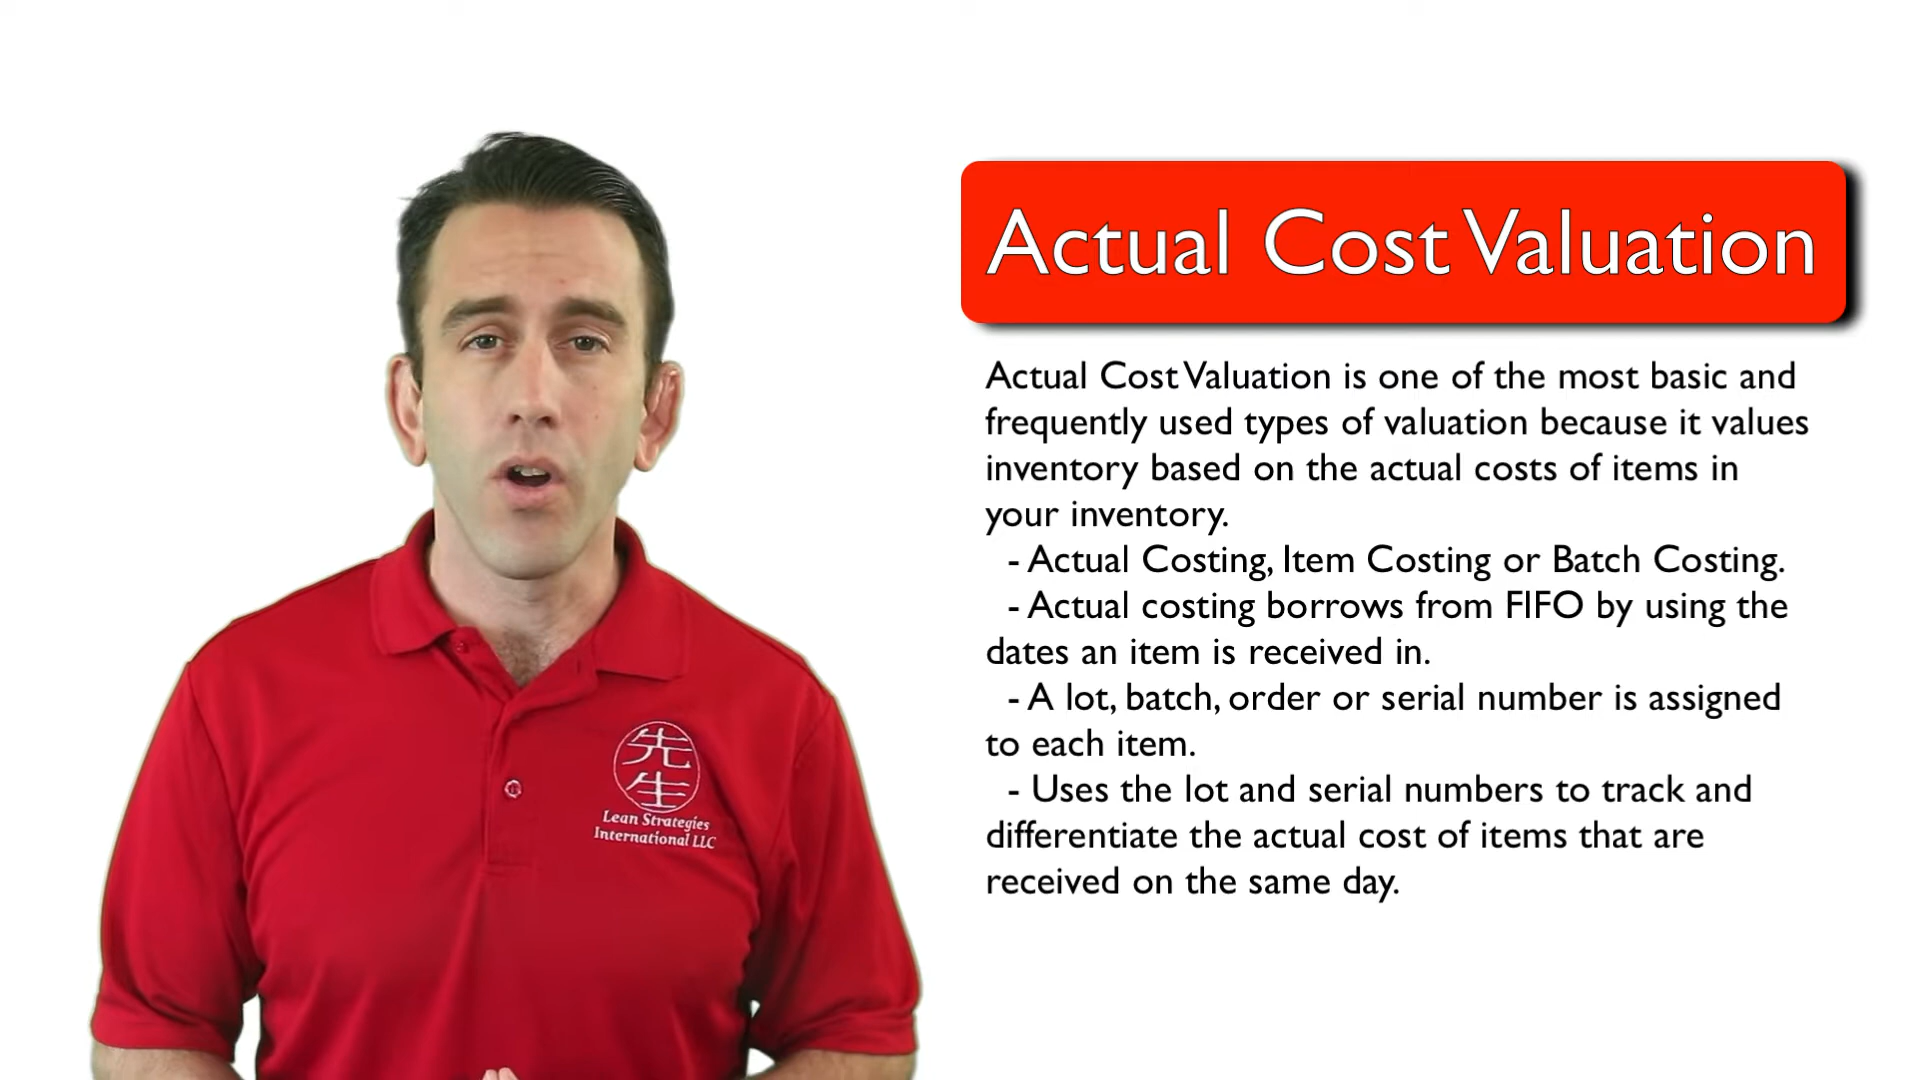 Actual Cost Valuation
Actual Cost Valuation is one of the most basic and
frequently used types of valuation because it values
inventory based on the actual costs of items in
your inventory.
- Actual Costing, Item Costing or Batch Costing.
- Actual costing borrows from FIFO by using the
dates an item is received in.
- A lot, batch, order or serial number is assigned
to each item.
- Uses the lot and serial numbers to track and
differentiate the actual cost of items that are
received on the same day.
先
生
Lean Strategies
International LLC